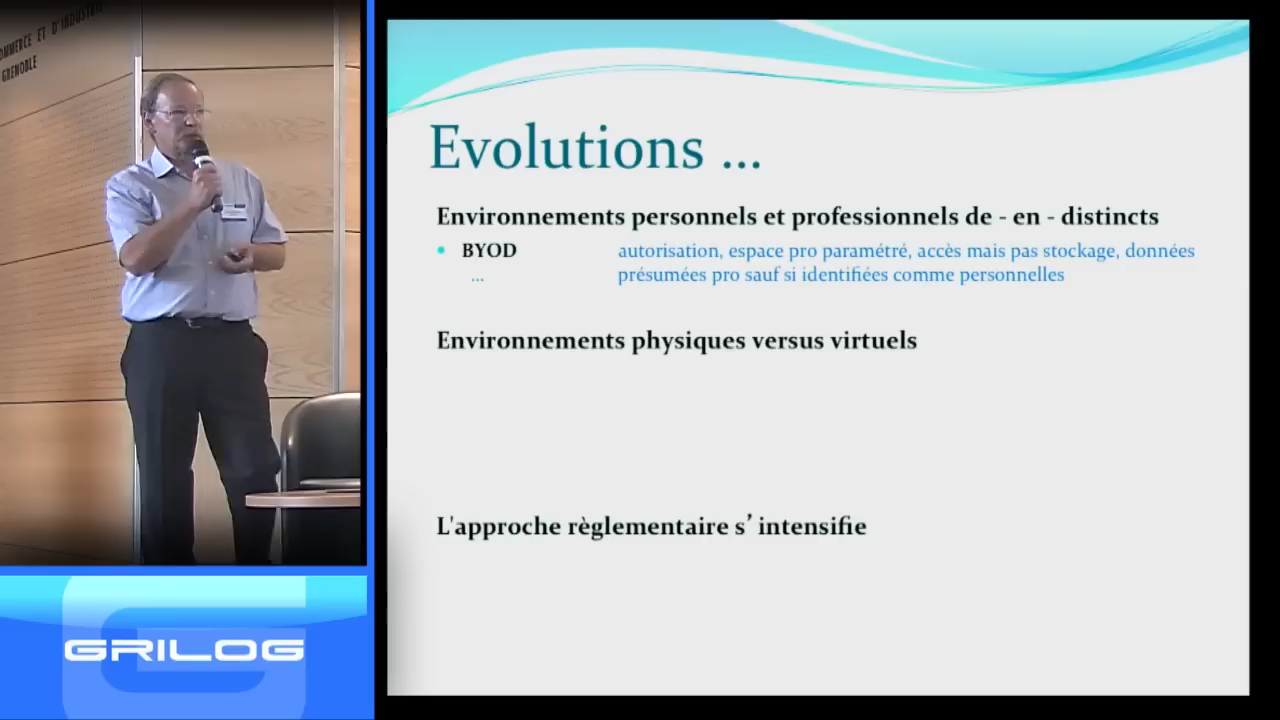 COMMERCE ET D'INDUSTRIE
GRENOBLE
Evolutions ...
Environnements personnels et professionnels de - en - distincts
• BYOD autorisation, espace pro paramétré, accès mais pas stockage, données
... présumées pro sauf si identifiées comme personnelles
Environnements physiques versus virtuels
L'approche règlementaire s’ intensifie
GRILOG